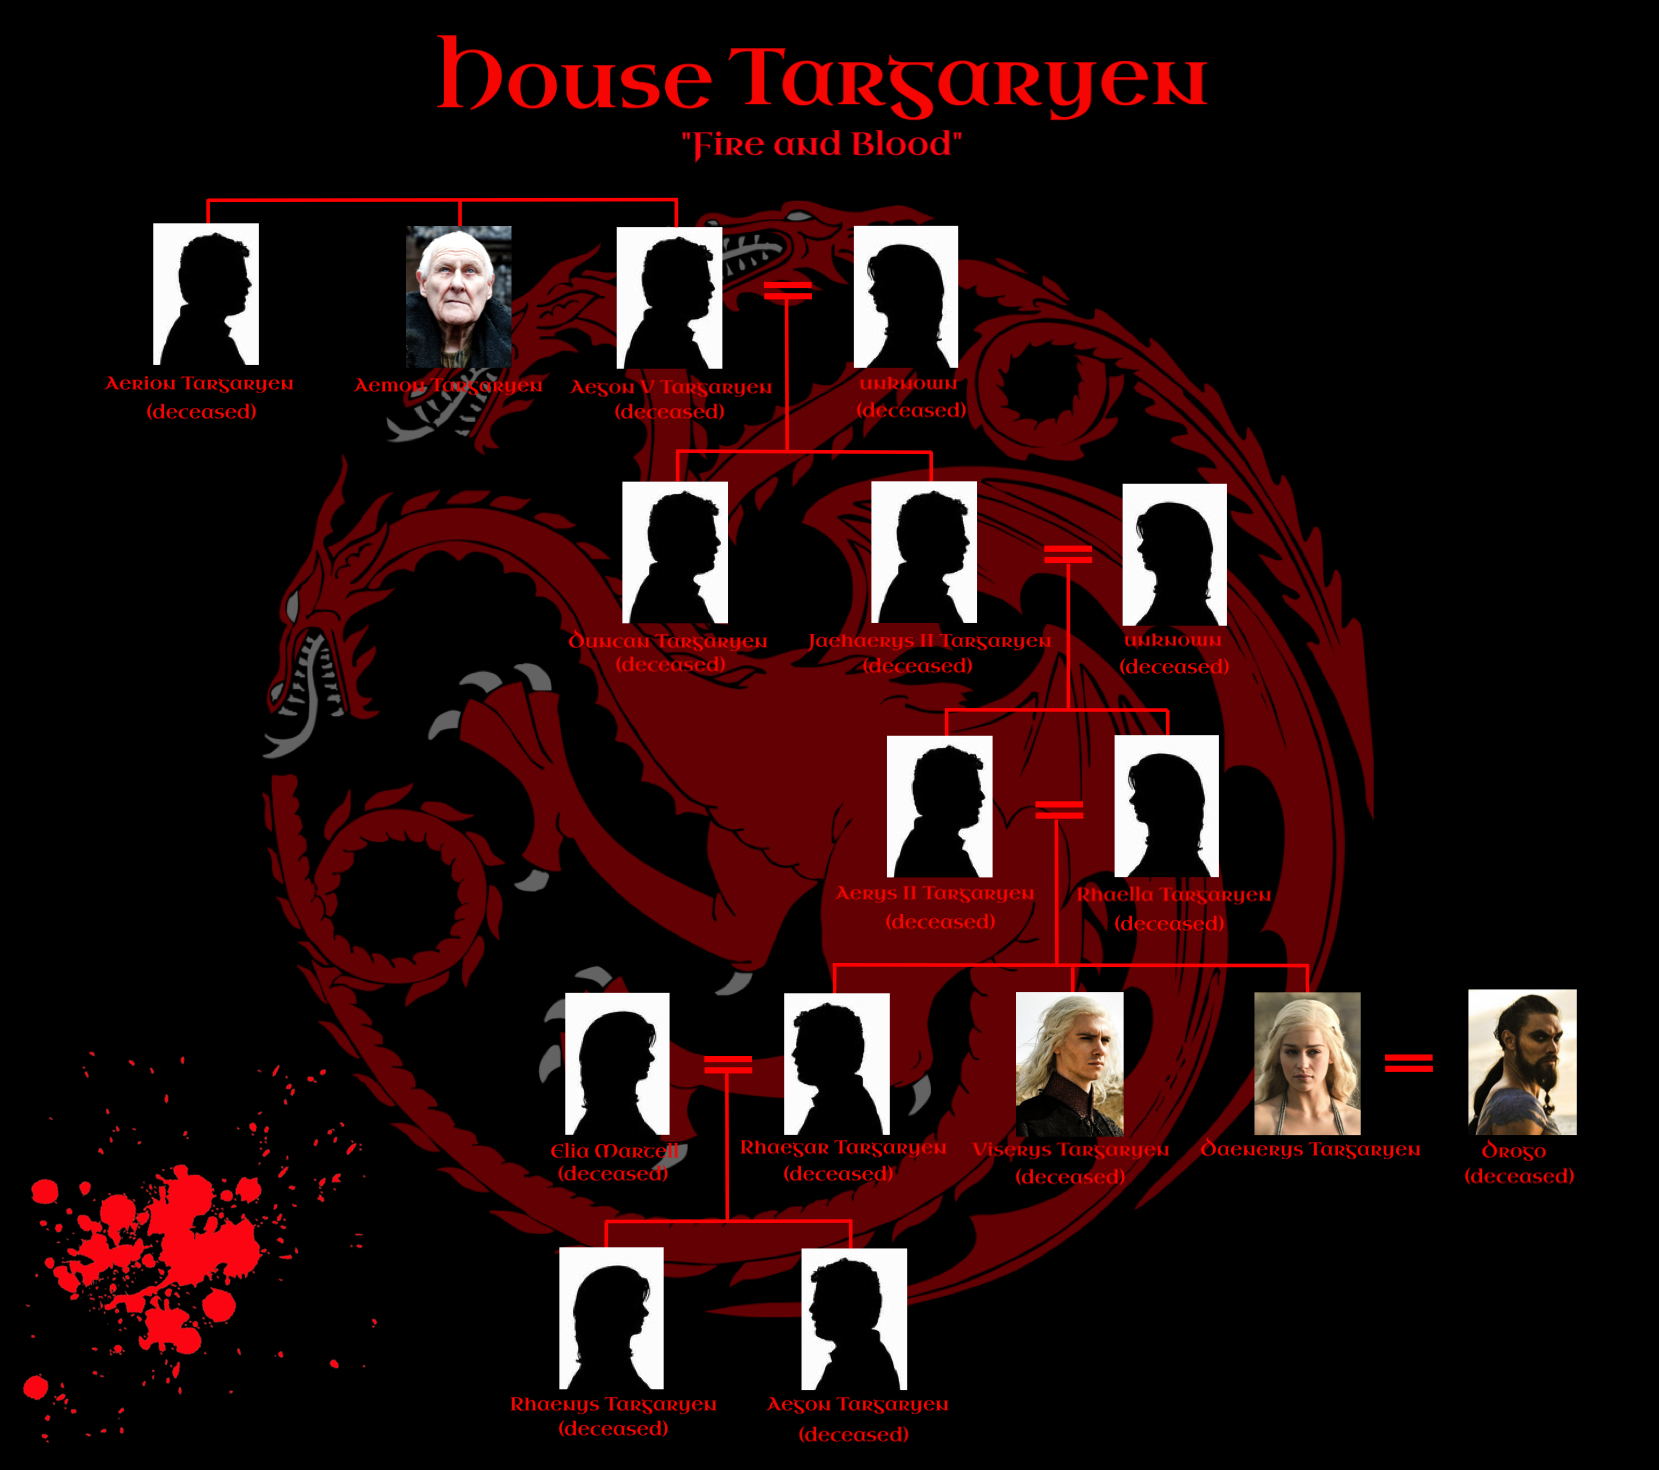 House Targaryen
"Fire and Blood"
Aerion Targaryen
(deceased)
Aemon Targaryen
Aegon V Targaryen
(deceased)
unknown
(deceased)
Duncan Targaryen
(deceased)
Jaehaerys II Targaryen
(deceased)
unknown
(deceased)
Aerys II Targaryen
(deceased)
Rhaella Targaryen
(deceased)
Elia Martell
(deceased)
Rhaegar Targaryen
(deceased)
Viserys Targaryen
(deceased)
Daenerys Targaryen
Drogo
(deceased)
Rhaenys Targaryen
(deceased)
Aegon Targaryen
(deceased)